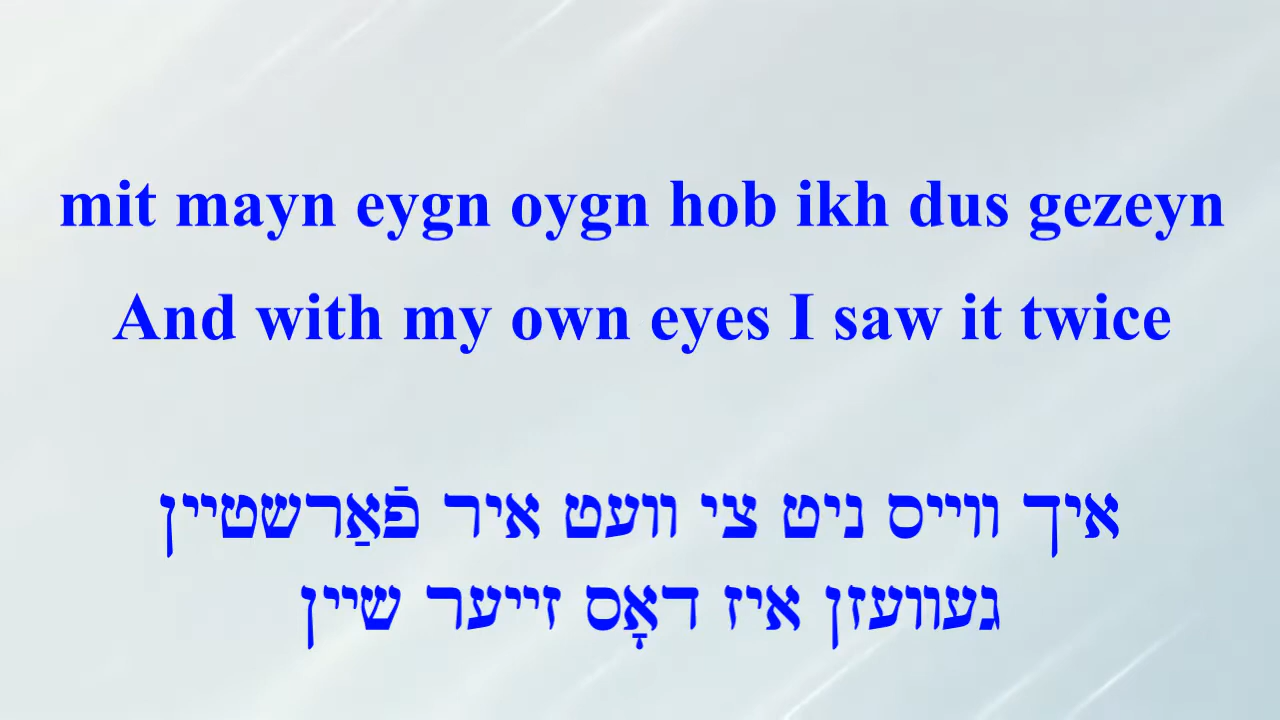 mit mayn eygn oygn hob ikh dus gezeyn
And with my own eyes I saw it twice
איך ווייס ניט צי וועט איר פֿאַרשטיין
געוועזן איז דאָס זייער שיין